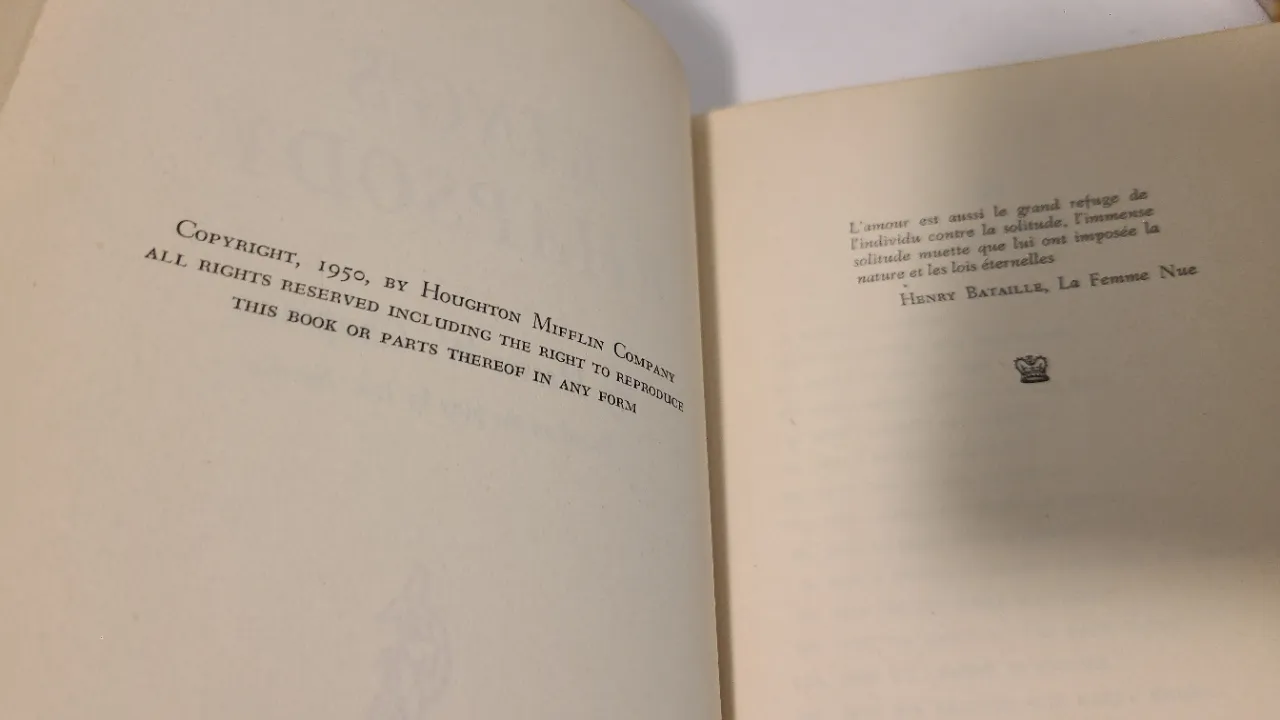 Copyright, 1950, by Houghton Mifflin Company
all rights reserved including the right to reproduce
this book or parts thereof in any form
L'amour est aussi le grand refuge de
l'individu contre la solitude, l'immense
solitude muette que lui ont imposée la
nature et les lois éternelles
Henry Bataille, La Femme Nue